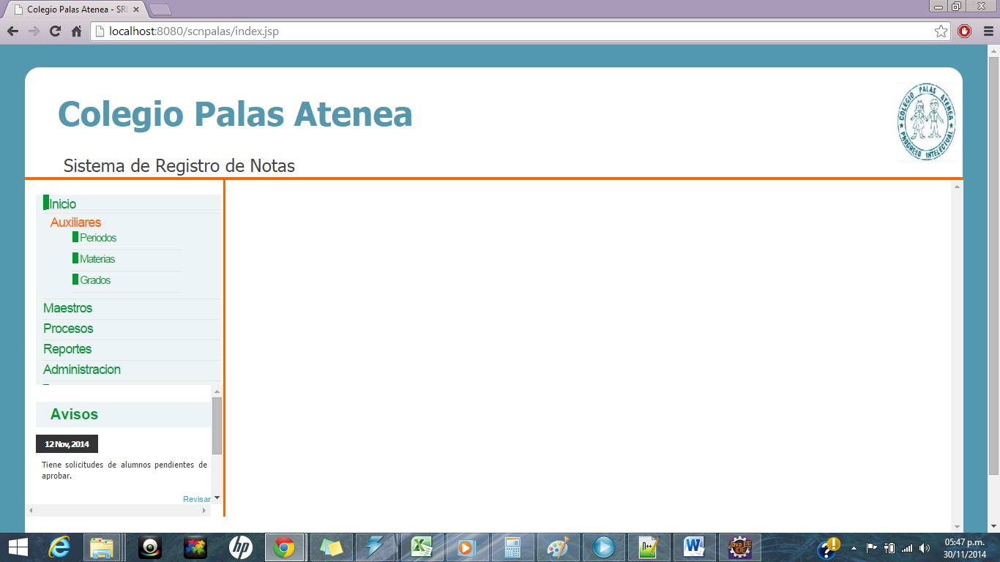 Colegio Palas Atenea - SRI
localhost:8080/scnpalas/index.jsp
Colegio Palas Atenea
COLEGIO PALAS ATENEA
PROGRESO INTELECTUAL
Sistema de Registro de Notas
Inicio
Auxiliares
Periodos
Materias
Grados
Maestros
Procesos
Reportes
Administracion
Avisos
12 Nov, 2014
Tiene solicitudes de alumnos pendientes de
aprobar.
Revisar
hp
Java EE
IDE
05:47 p.m.
30/11/2014